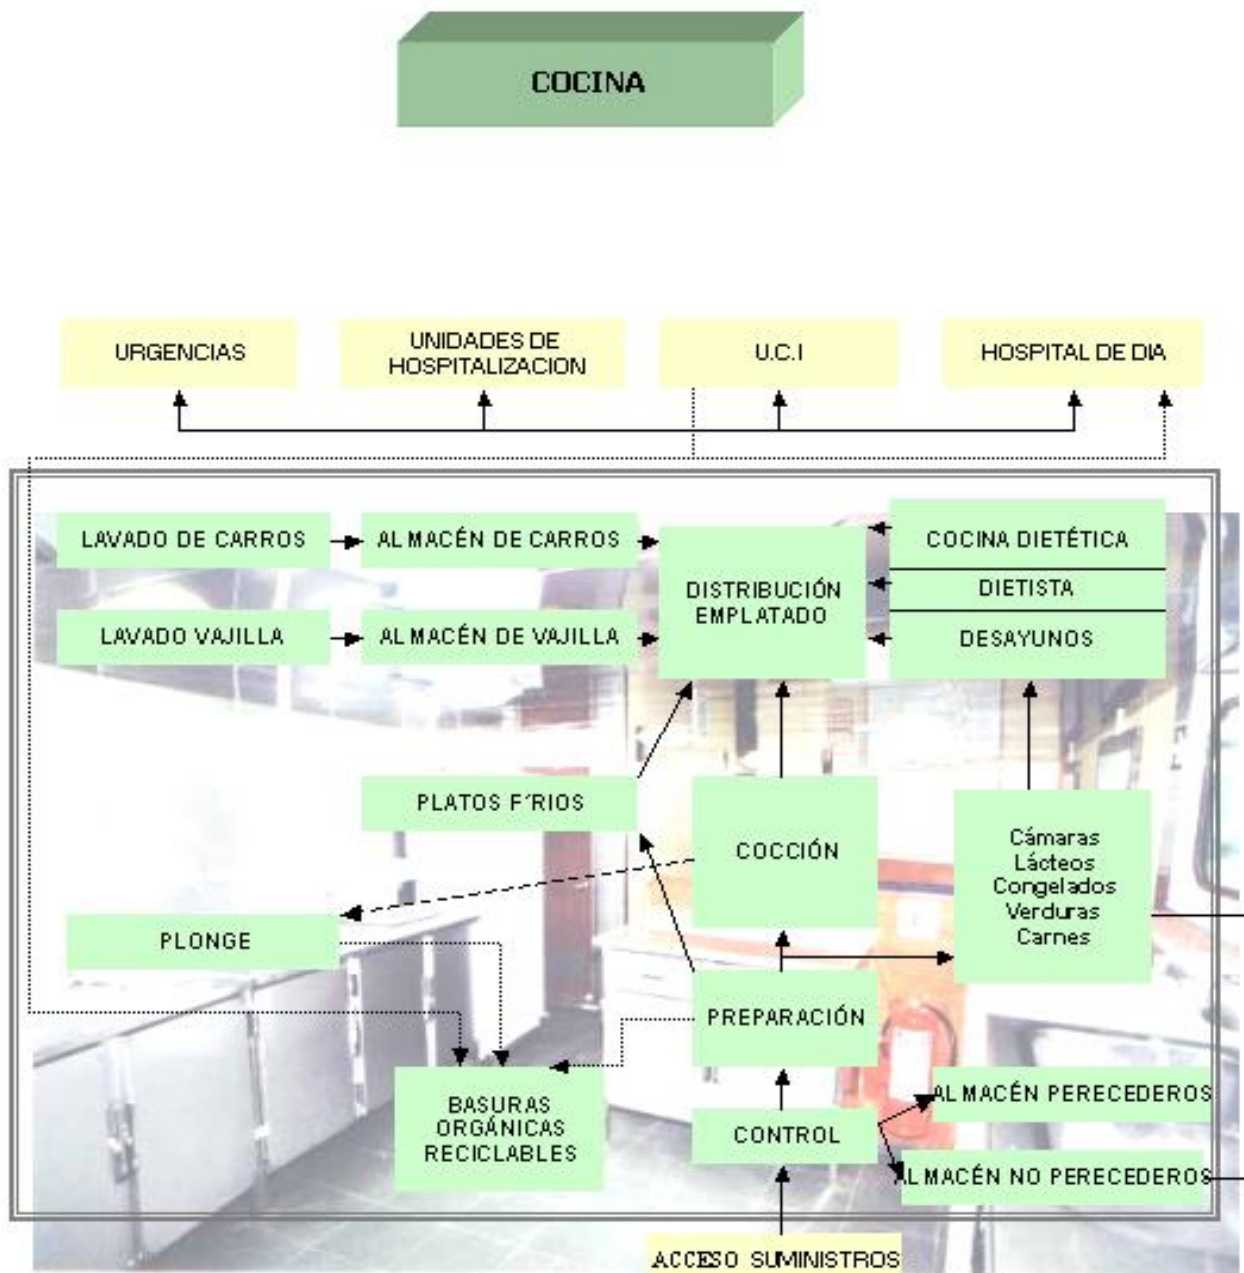 COCINA
URGENCIAS
UNIDADES DE
HOSPITALIZACION
U.C.I
HOSPITAL DE DIA
LAVADO DE CARROS
ALMACÉN DE CARROS
DISTRIBUCIÓN
EMPLATADO
COCINA DIETÉTICA
DIETISTA
DESAYUNOS
LAVADO VAJILLA
ALMACÉN DE VAJILLA
PLATOS F´RIOS
COCCIÓN
Cámaras
Lácteos
Congelados
Verduras
Carnes
PLONGE
PREPARACIÓN
BASURAS
ORGÁNICAS
RECICLABLES
CONTROL
ALMACÉN PERECEDEROS
ALMACÉN NO PERECEDEROS
ACCESO SUMINISTROS